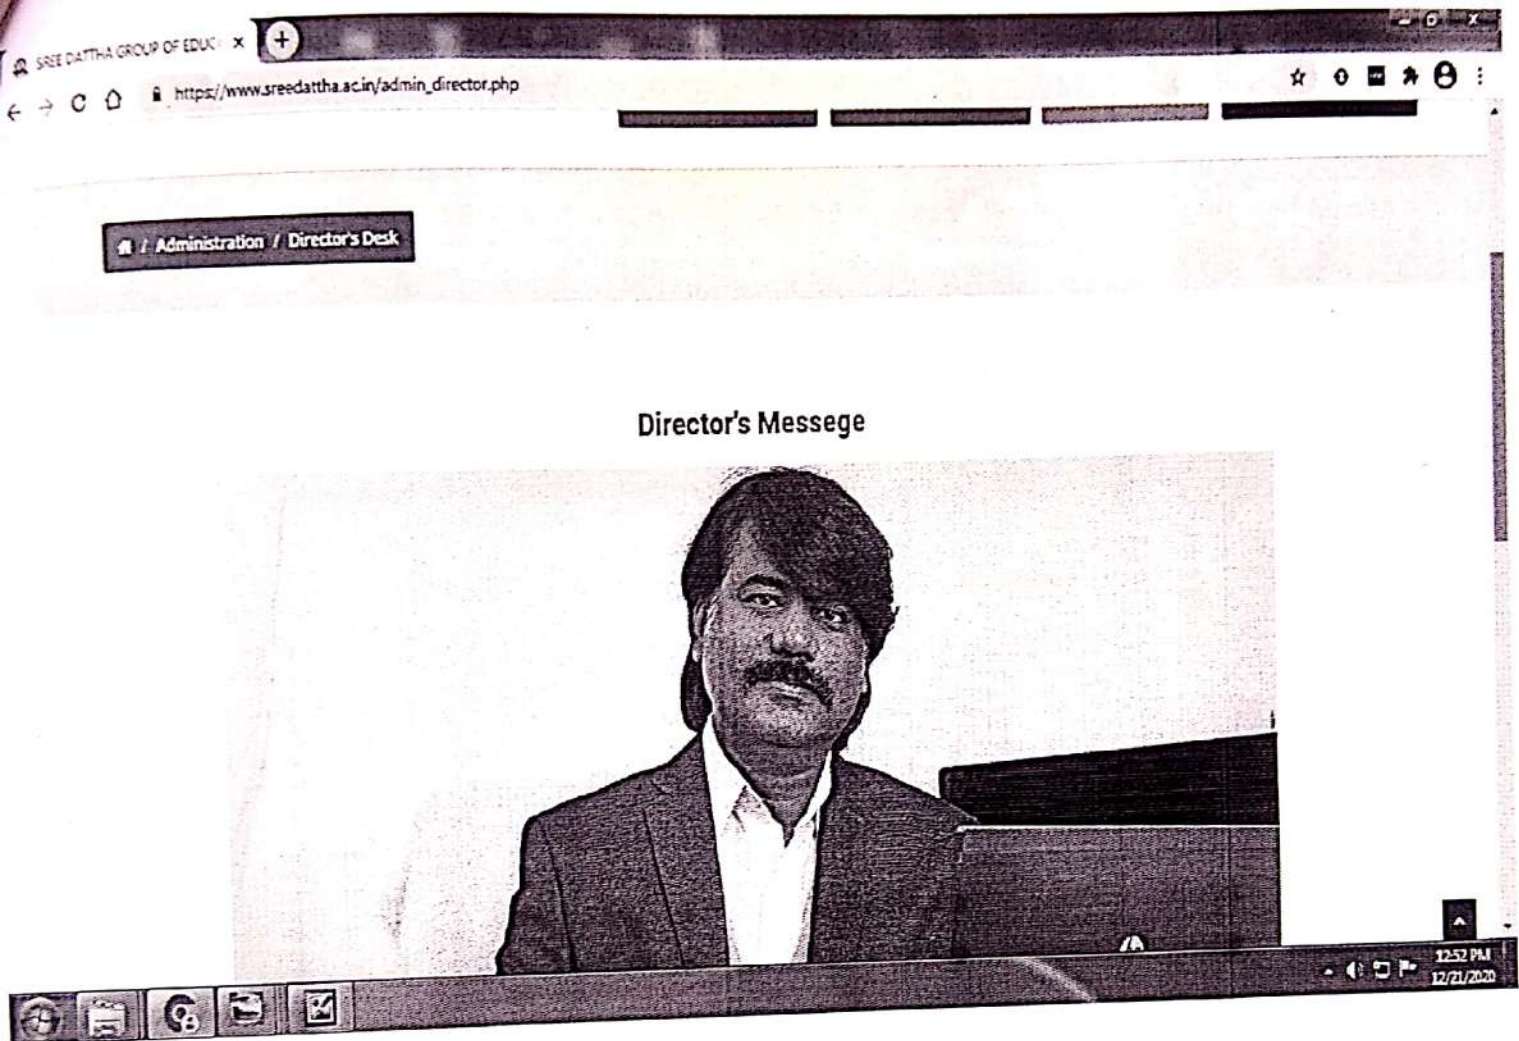 SREE DATTHA GROUP OF EDUC
https://www.sreedattha.ac.in/admin_director.php
/ Administration / Director's Desk
Director's Messege
12:52 PM
12/21/2020